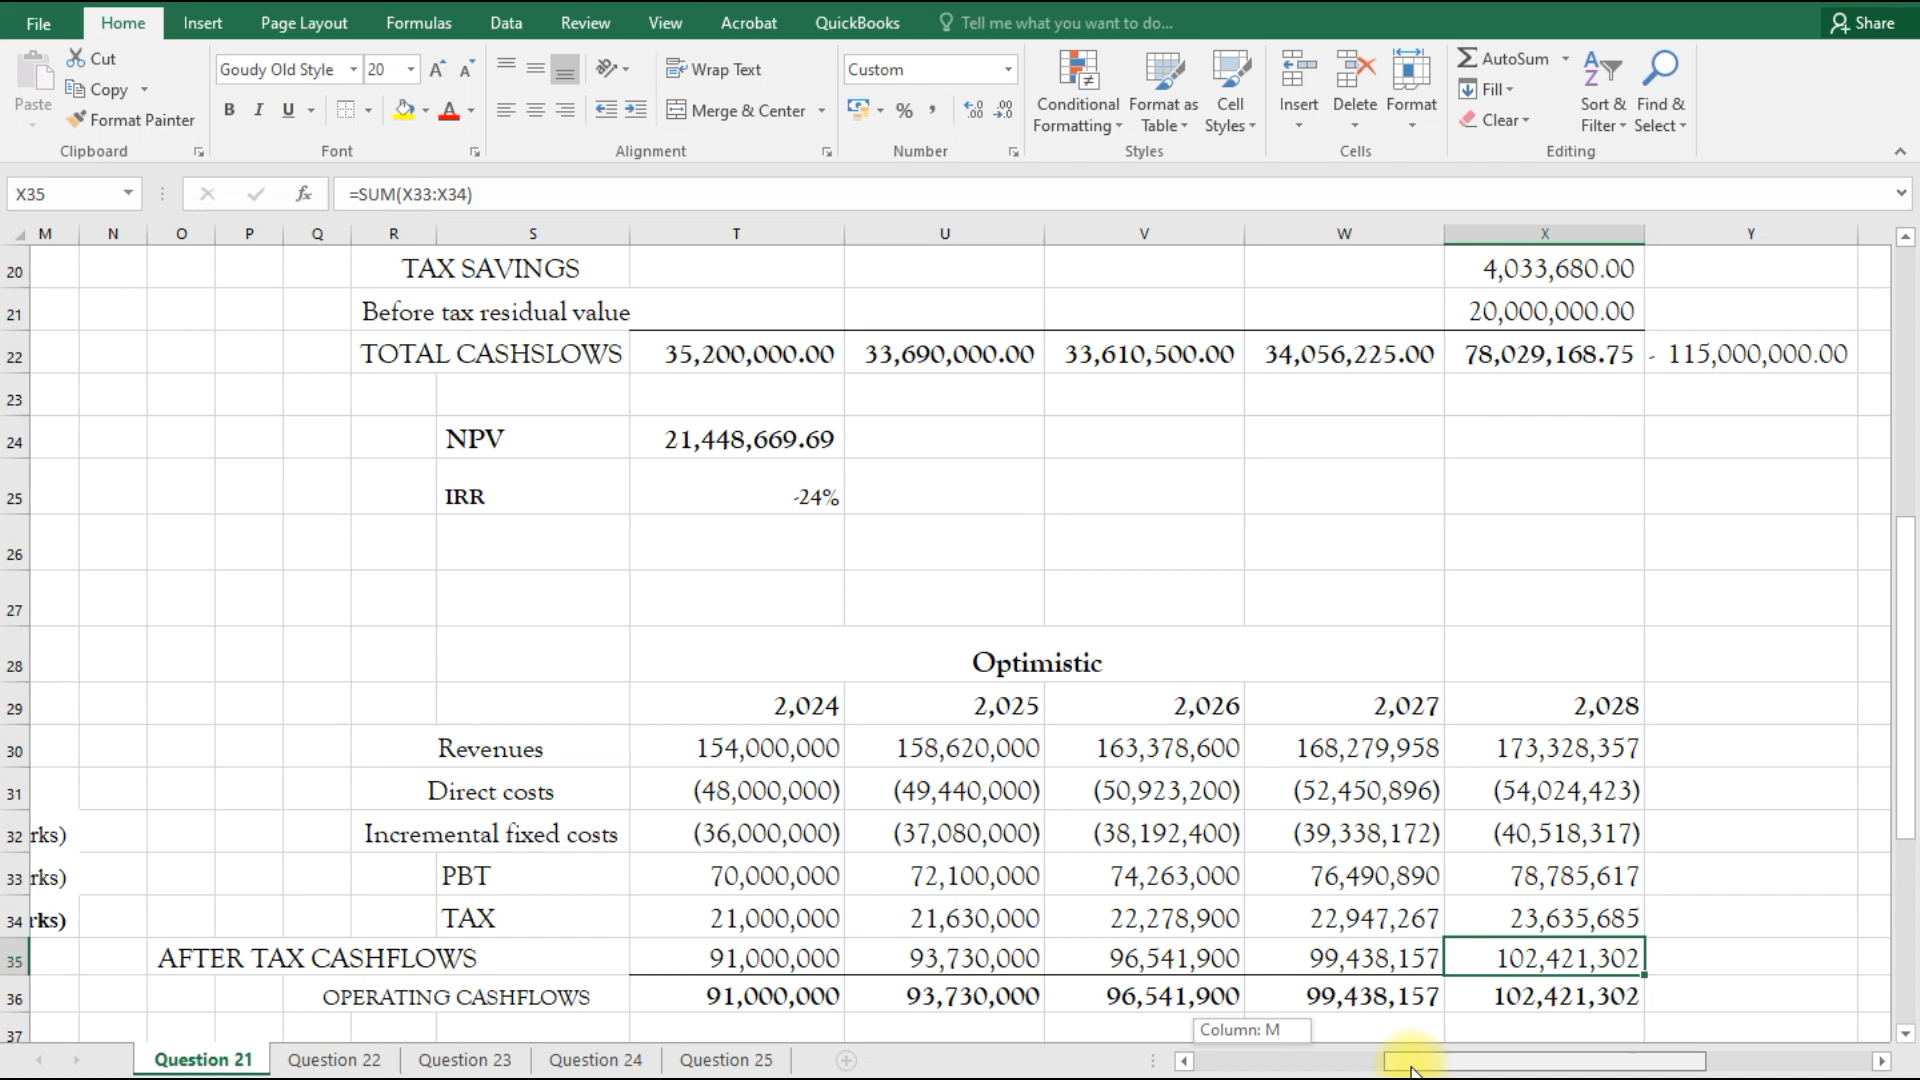 File Home Insert Page Layout Formulas Data Review View Acrobat QuickBooks Tell me what you want to do... Share
Cut
Copy
Format Painter
Paste
Clipboard
Goudy Old Style 20
B I U
Font
Wrap Text
Merge & Center
Alignment
Custom
Number
Conditional Formatting
Format as Table
Cell Styles
Styles
Insert Delete Format
Cells
AutoSum
Fill
Clear
Sort & Filter
Find & Select
Editing
X35 fx =SUM(X33:X34)
M N O P Q R S T U V W X Y
20 TAX SAVINGS 4,033,680.00
21 Before tax residual value 20,000,000.00
22 TOTAL CASHSLOWS 35,200,000.00 33,690,000.00 33,610,500.00 34,056,225.00 78,029,168.75 - 115,000,000.00
23
24 NPV 21,448,669.69
25 IRR -24%
26
27
28 Optimistic
29 2,024 2,025 2,026 2,027 2,028
30 Revenues 154,000,000 158,620,000 163,378,600 168,279,958 173,328,357
31 Direct costs (48,000,000) (49,440,000) (50,923,200) (52,450,896) (54,024,423)
32 rks) Incremental fixed costs (36,000,000) (37,080,000) (38,192,400) (39,338,172) (40,518,317)
33 rks) PBT 70,000,000 72,100,000 74,263,000 76,490,890 78,785,617
34 rks) TAX 21,000,000 21,630,000 22,278,900 22,947,267 23,635,685
35 AFTER TAX CASHFLOWS 91,000,000 93,730,000 96,541,900 99,438,157 102,421,302
36 OPERATING CASHFLOWS 91,000,000 93,730,000 96,541,900 99,438,157 102,421,302
37
Column: M
Question 21 Question 22 Question 23 Question 24 Question 25